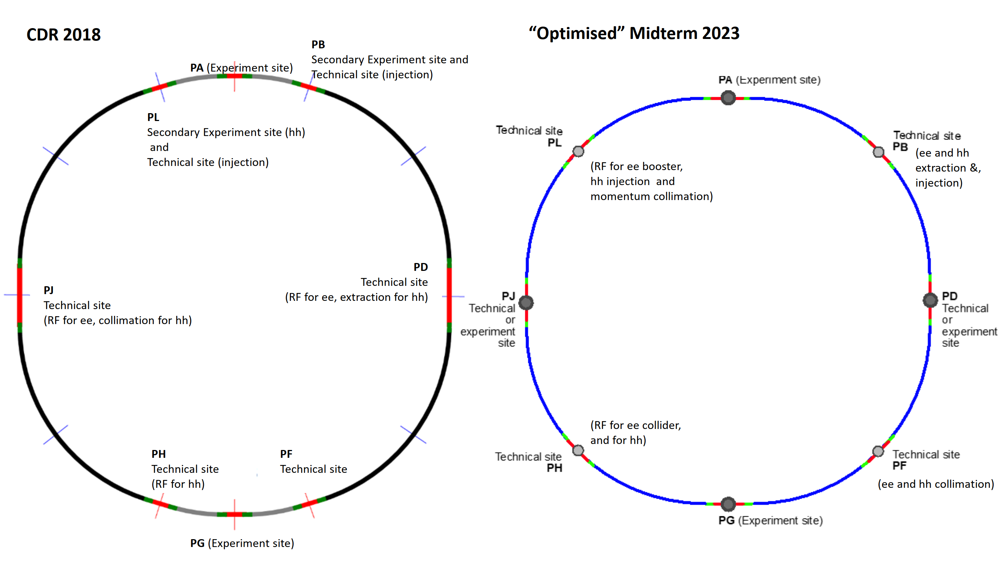 CDR 2018
PA (Experiment site)
PB
Secondary Experiment site and
Technical site (injection)
PL
Secondary Experiment site (hh)
and
Technical site (injection)
PD
Technical site
(RF for ee, extraction for hh)
PJ
Technical site
(RF for ee, collimation for hh)
PH
Technical site
(RF for hh)
PF
Technical site
PG (Experiment site)
“Optimised” Midterm 2023
PA (Experiment site)
Technical site
PL
(RF for ee booster,
hh injection and
momentum collimation)
Technical site
PB
(ee and hh
extraction &,
injection)
PJ
Technical
or
experiment
site
PD
Technical
or
experiment
site
(RF for ee collider,
and for hh)
Technical site
PH
Technical site
PF
(ee and hh collimation)
PG (Experiment site)